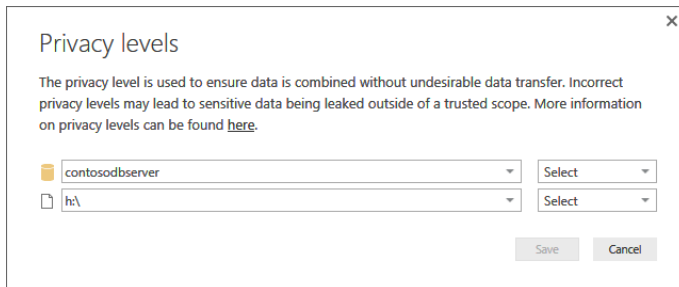 Privacy levels
The privacy level is used to ensure data is combined without undesirable data transfer. Incorrect
privacy levels may lead to sensitive data being leaked outside of a trusted scope. More information
on privacy levels can be found here.
contosodbserver Select
h:\ Select
Save Cancel